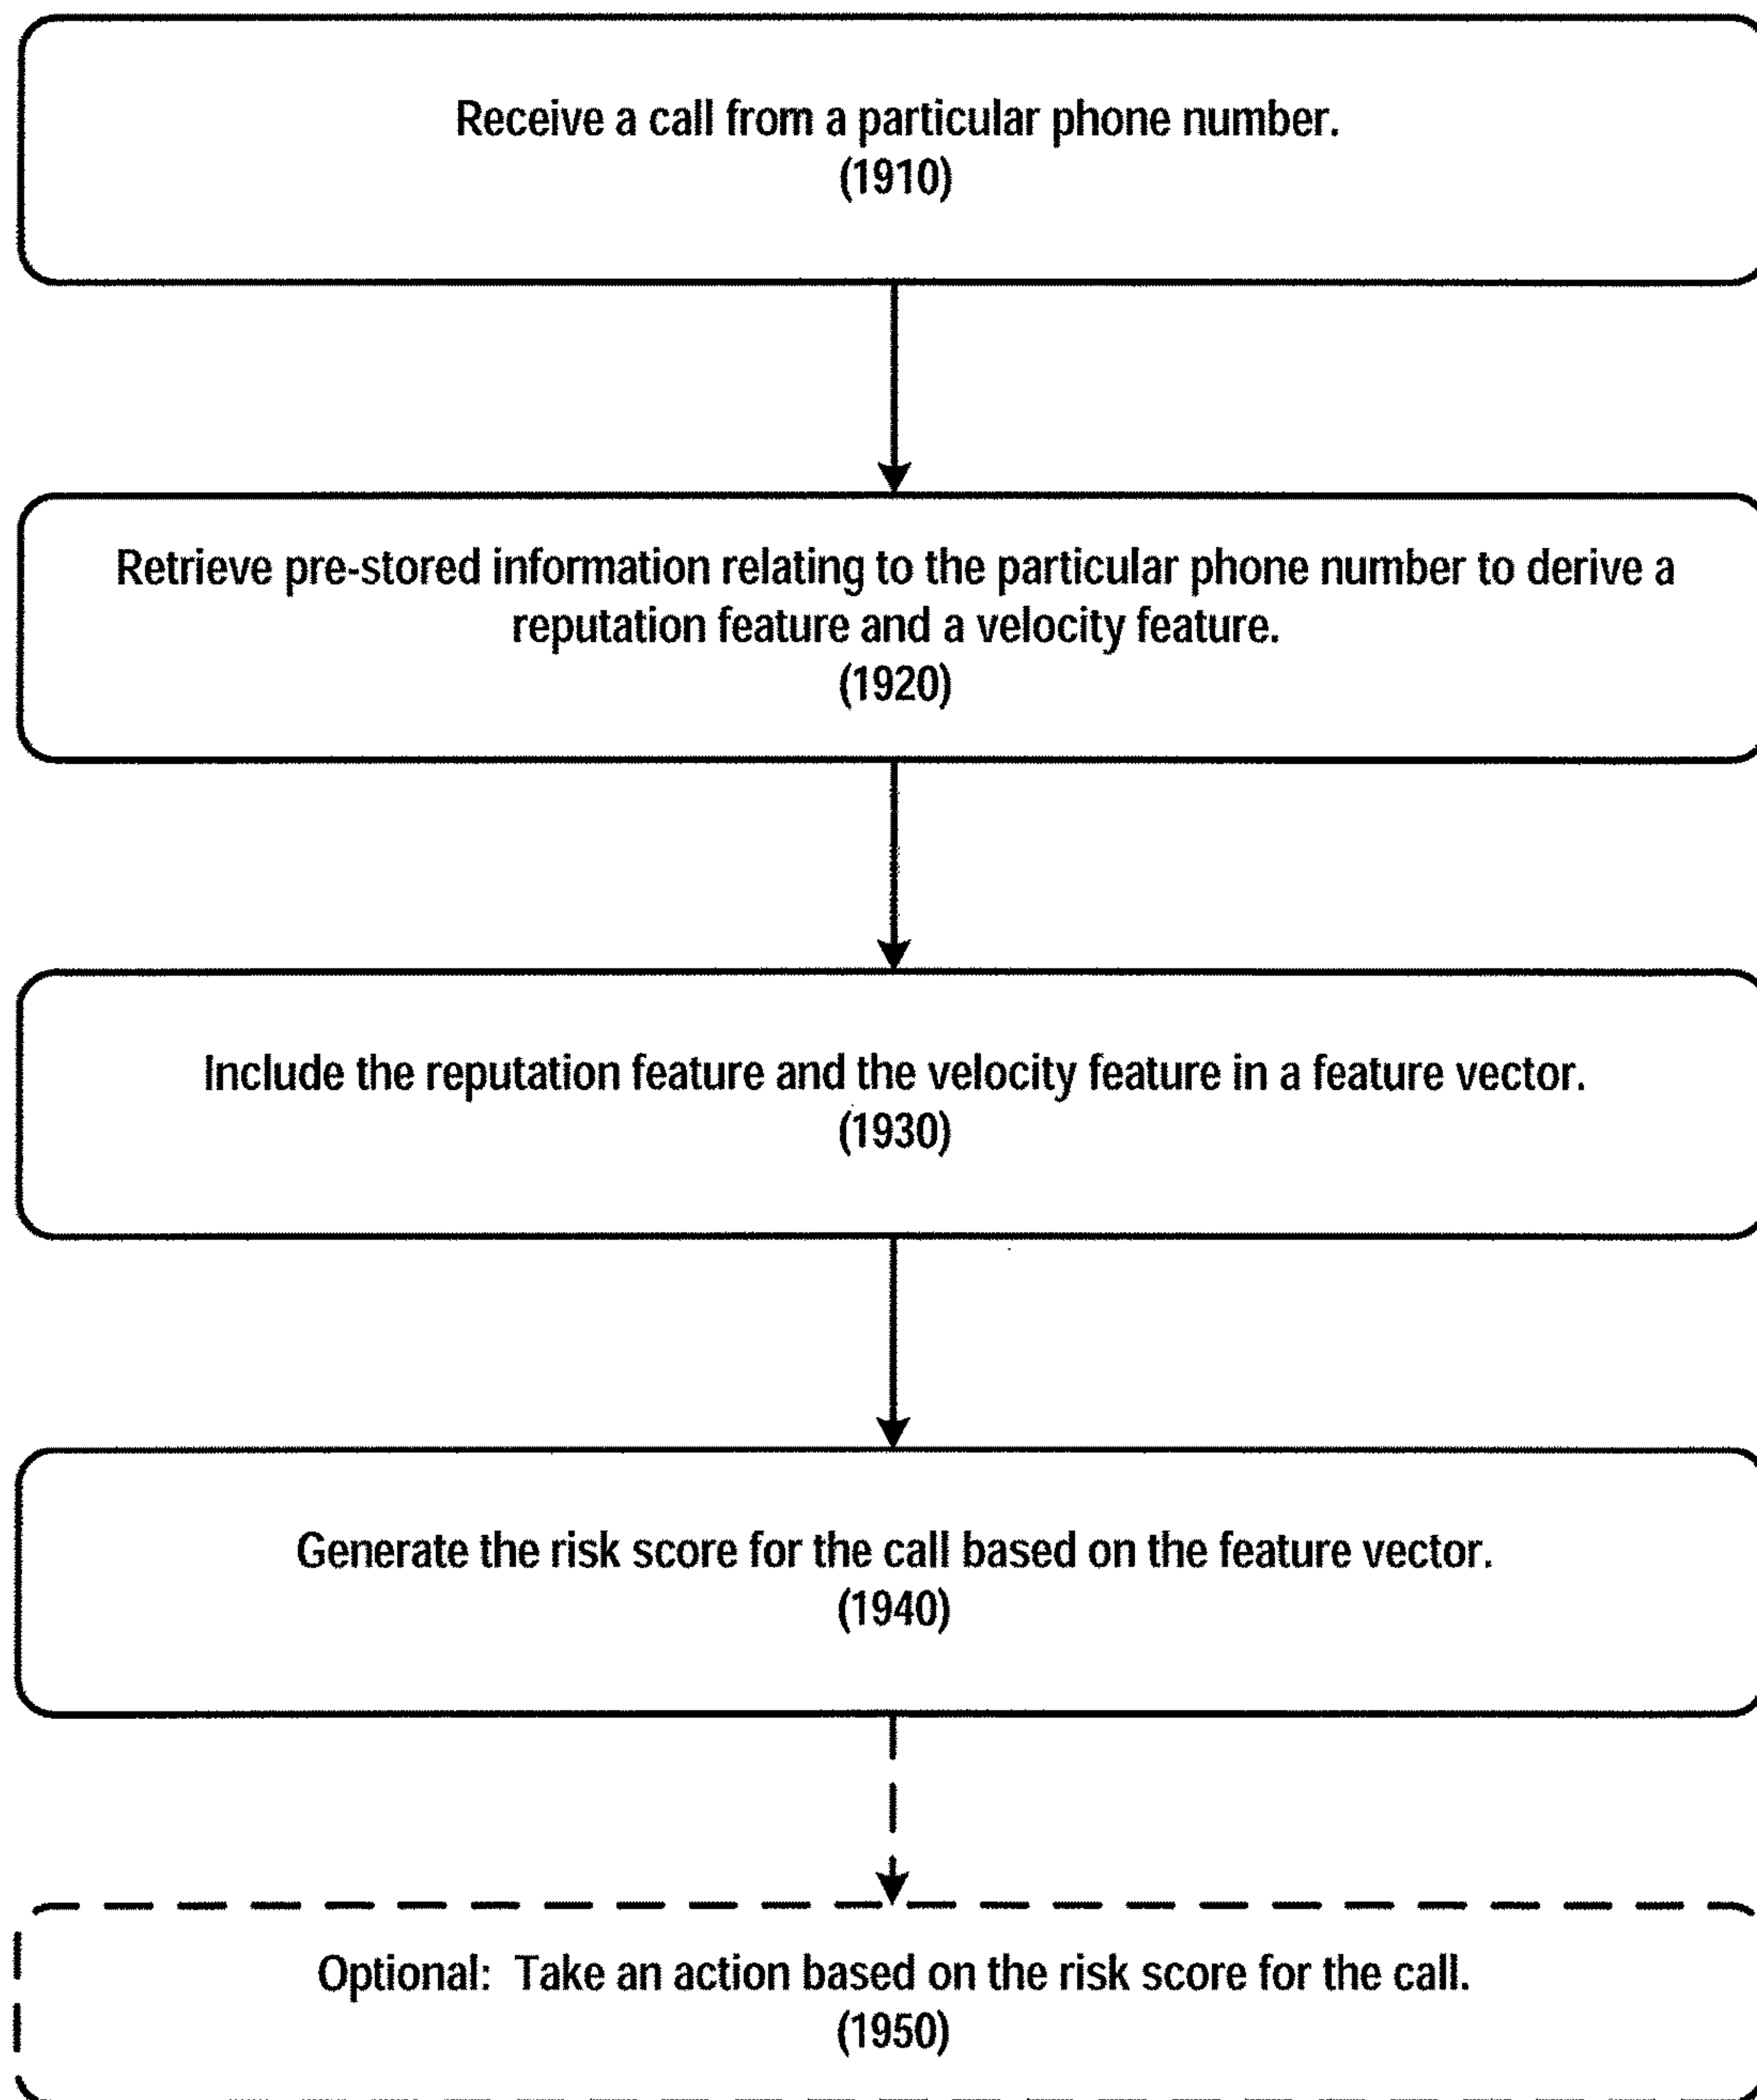 Receive a call from a particular phone number.
(1910)
Retrieve pre-stored information relating to the particular phone number to derive a
reputation feature and a velocity feature.
(1920)
Include the reputation feature and the velocity feature in a feature vector.
(1930)
Generate the risk score for the call based on the feature vector.
(1940)
Optional: Take an action based on the risk score for the call.
(1950)